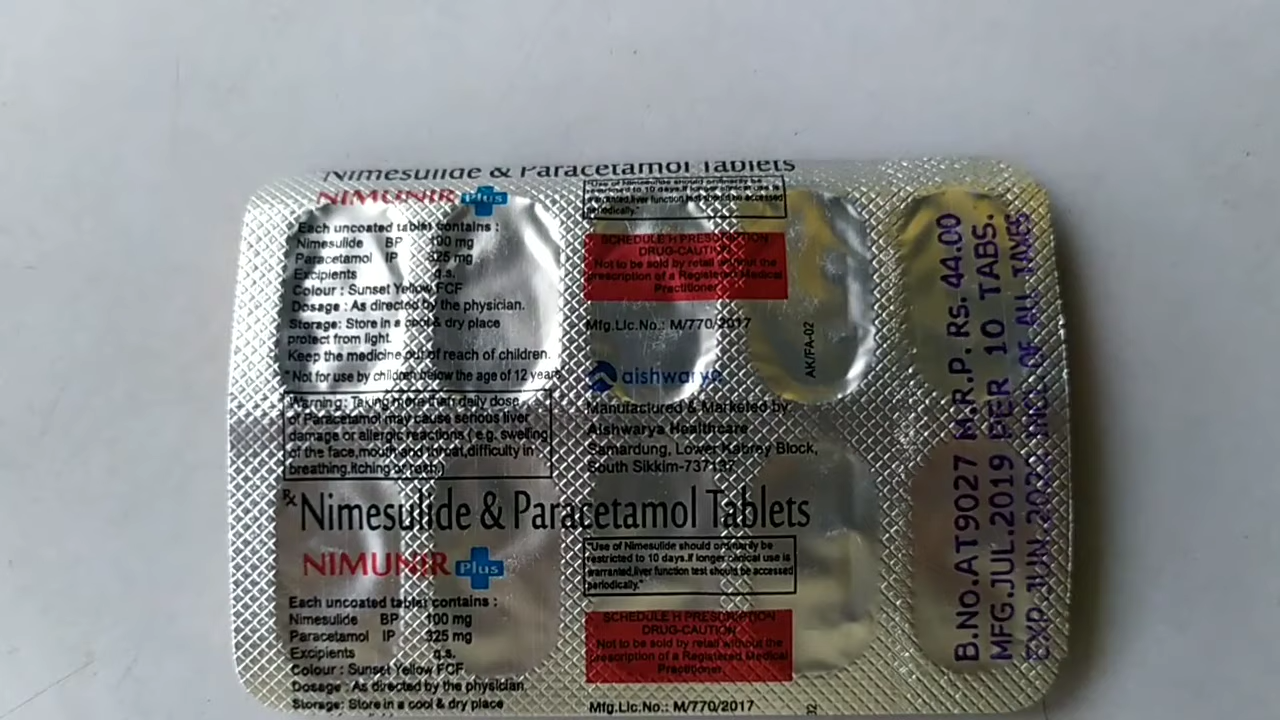 Nimesulide & Paracetamol Tablets
NIMUNIR Plus
Each uncoated tablet contains :
Nimesulide BP 100 mg
Paracetamol IP 325 mg
Excipients q.s.
Colour : Sunset Yellow FCF
Dosage : As directed by the physician.
Storage: Store in a cool & dry place
protect from light.
Keep the medicine out of reach of children.
* Not for use by children below the age of 12 years
Warning : Taking more than daily dose
of Paracetamol may cause serious liver
damage or allergic reactions ( e.g. swelling
of the face,mouth and throat,difficulty in
breathing,itching or rash.)
"Use of Nimesulide should ordinarily be
restricted to 10 days.If longer clinical use is
warranted,liver function test should be accessed
periodically."
SCHEDULE H PRESCRIPTION
DRUG-CAUTION
Not to be sold by retail without the
prescription of a Registered Medical
Practitioner
Mfg.Lic.No.: M/770/2017
AK/FA-02
aishwarya
Manufactured & Marketed by:
Aishwarya Healthcare
Samardung, Lower Kabrey Block,
South Sikkim-737137
Rx Nimesulide & Paracetamol Tablets
NIMUNIR Plus
Each uncoated tablet contains :
Nimesulide BP 100 mg
Paracetamol IP 325 mg
Excipients q.s.
Colour : Sunset Yellow FCF
Dosage : As directed by the physician.
Storage: Store in a cool & dry place
"Use of Nimesulide should ordinarily be
restricted to 10 days.If longer clinical use is
warranted,liver function test should be accessed
periodically."
SCHEDULE H PRESCRIPTION
DRUG-CAUTION
Not to be sold by retail without the
prescription of a Registered Medical
Practitioner
Mfg.Lic.No.: M/770/2017
B.NO.AT9027 M.R.P. Rs. 44.00
MFG.JUL.2019 PER 10 TABS.
EXP.JUN. INCL OF ALL TAXES